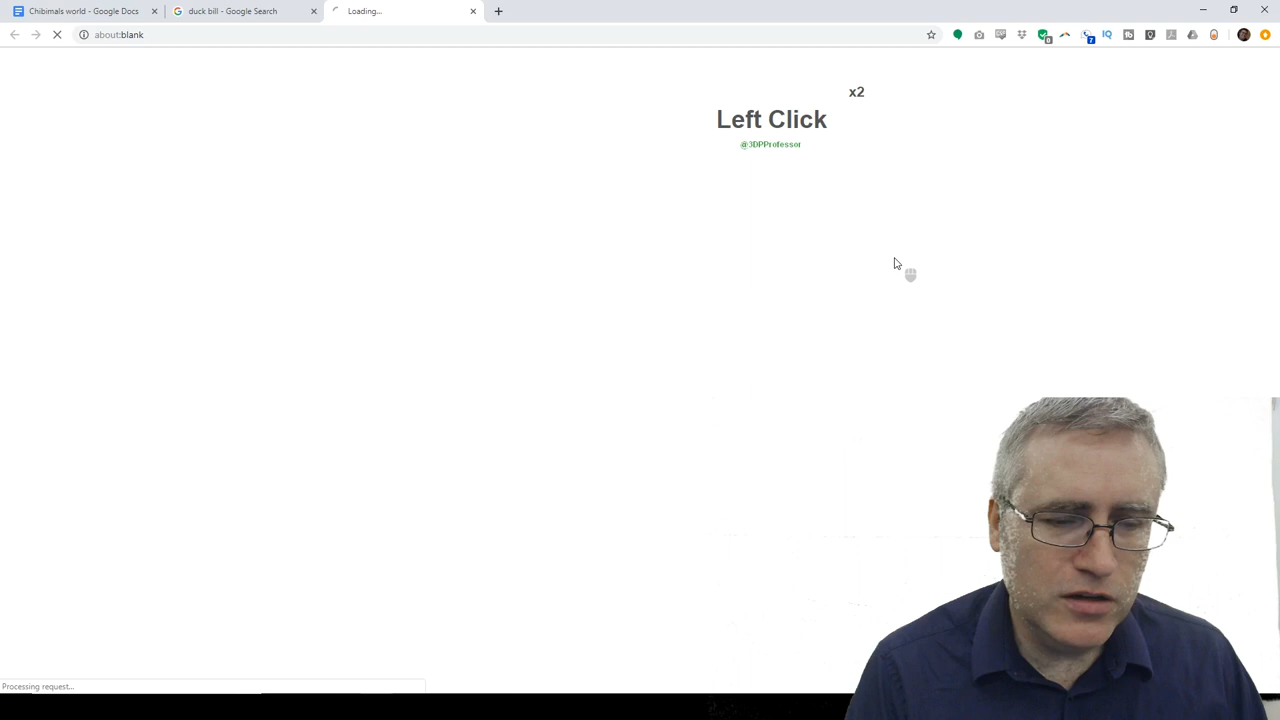 Chibimals world - Google Docs
duck bill - Google Search
Loading...
about:blank
x2
Left Click
@3DPProfessor
Processing request...